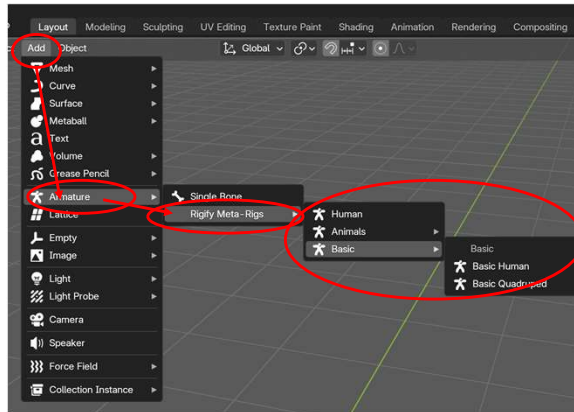 Layout Modeling Sculpting UV Editing Texture Paint Shading Animation Rendering Compositing
Add Object Global
Mesh
Curve
Surface
Metaball
Text
Volume
Grease Pencil
Armature
Lattice
Empty
Image
Light
Light Probe
Camera
Speaker
Force Field
Collection Instance
Single Bone
Rigify Meta-Rigs
Human
Animals
Basic
Basic
Basic Human
Basic Quadruped